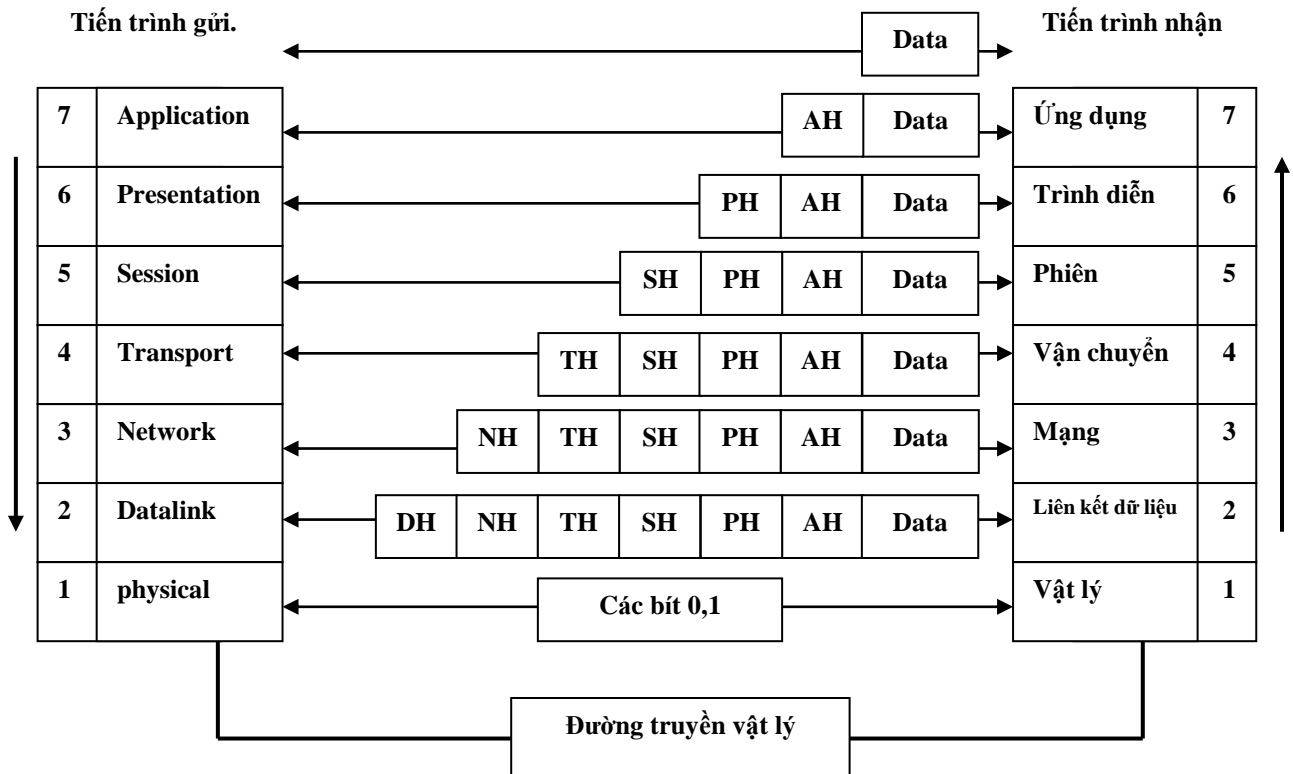 Tiến trình gửi. Data Tiến trình nhận
7 Application AH Data Ứng dụng 7
6 Presentation PH AH Data Trình diễn 6
5 Session SH PH AH Data Phiên 5
4 Transport TH SH PH AH Data Vận chuyển 4
3 Network NH TH SH PH AH Data Mạng 3
2 Datalink DH NH TH SH PH AH Data Liên kết dữ liệu 2
1 physical Các bít 0,1 Vật lý 1
Đường truyền vật lý